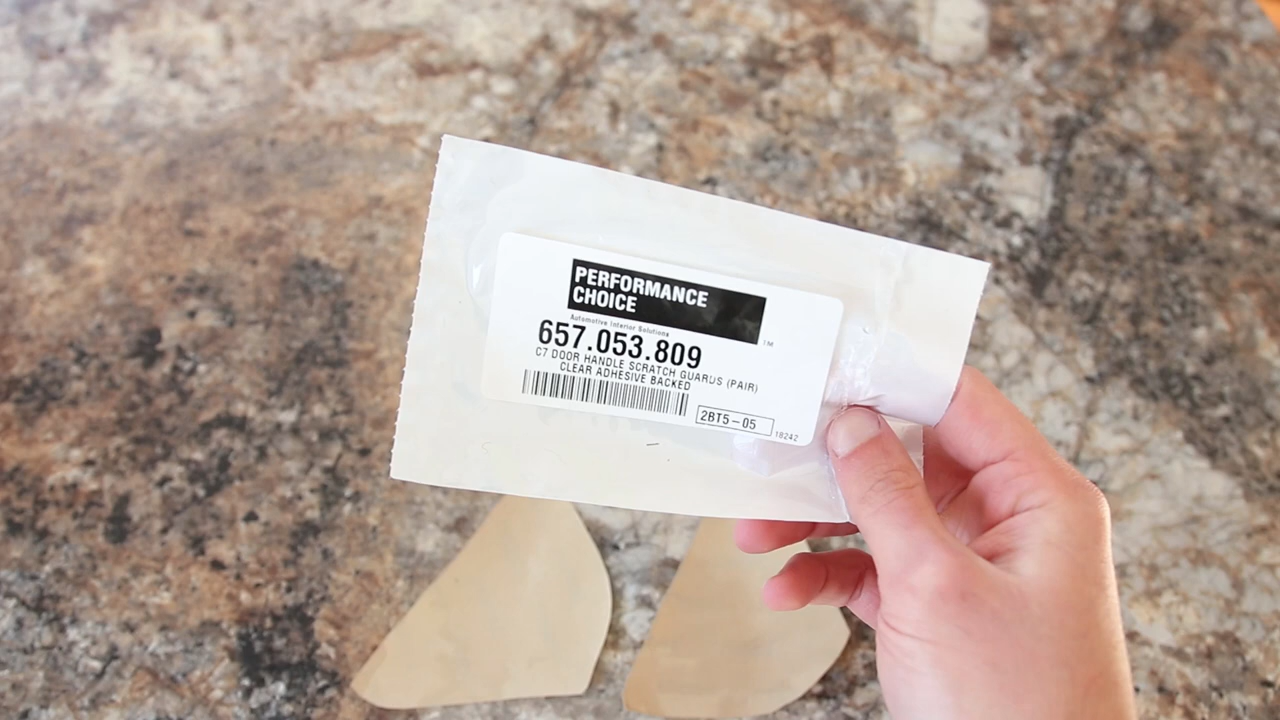 PERFORMANCE
CHOICE
TM
Automotive Interior Solutions
657.053.809
C7 DOOR HANDLE SCRATCH GUARDS (PAIR)
CLEAR ADHESIVE BACKED
2BT5-05
18242